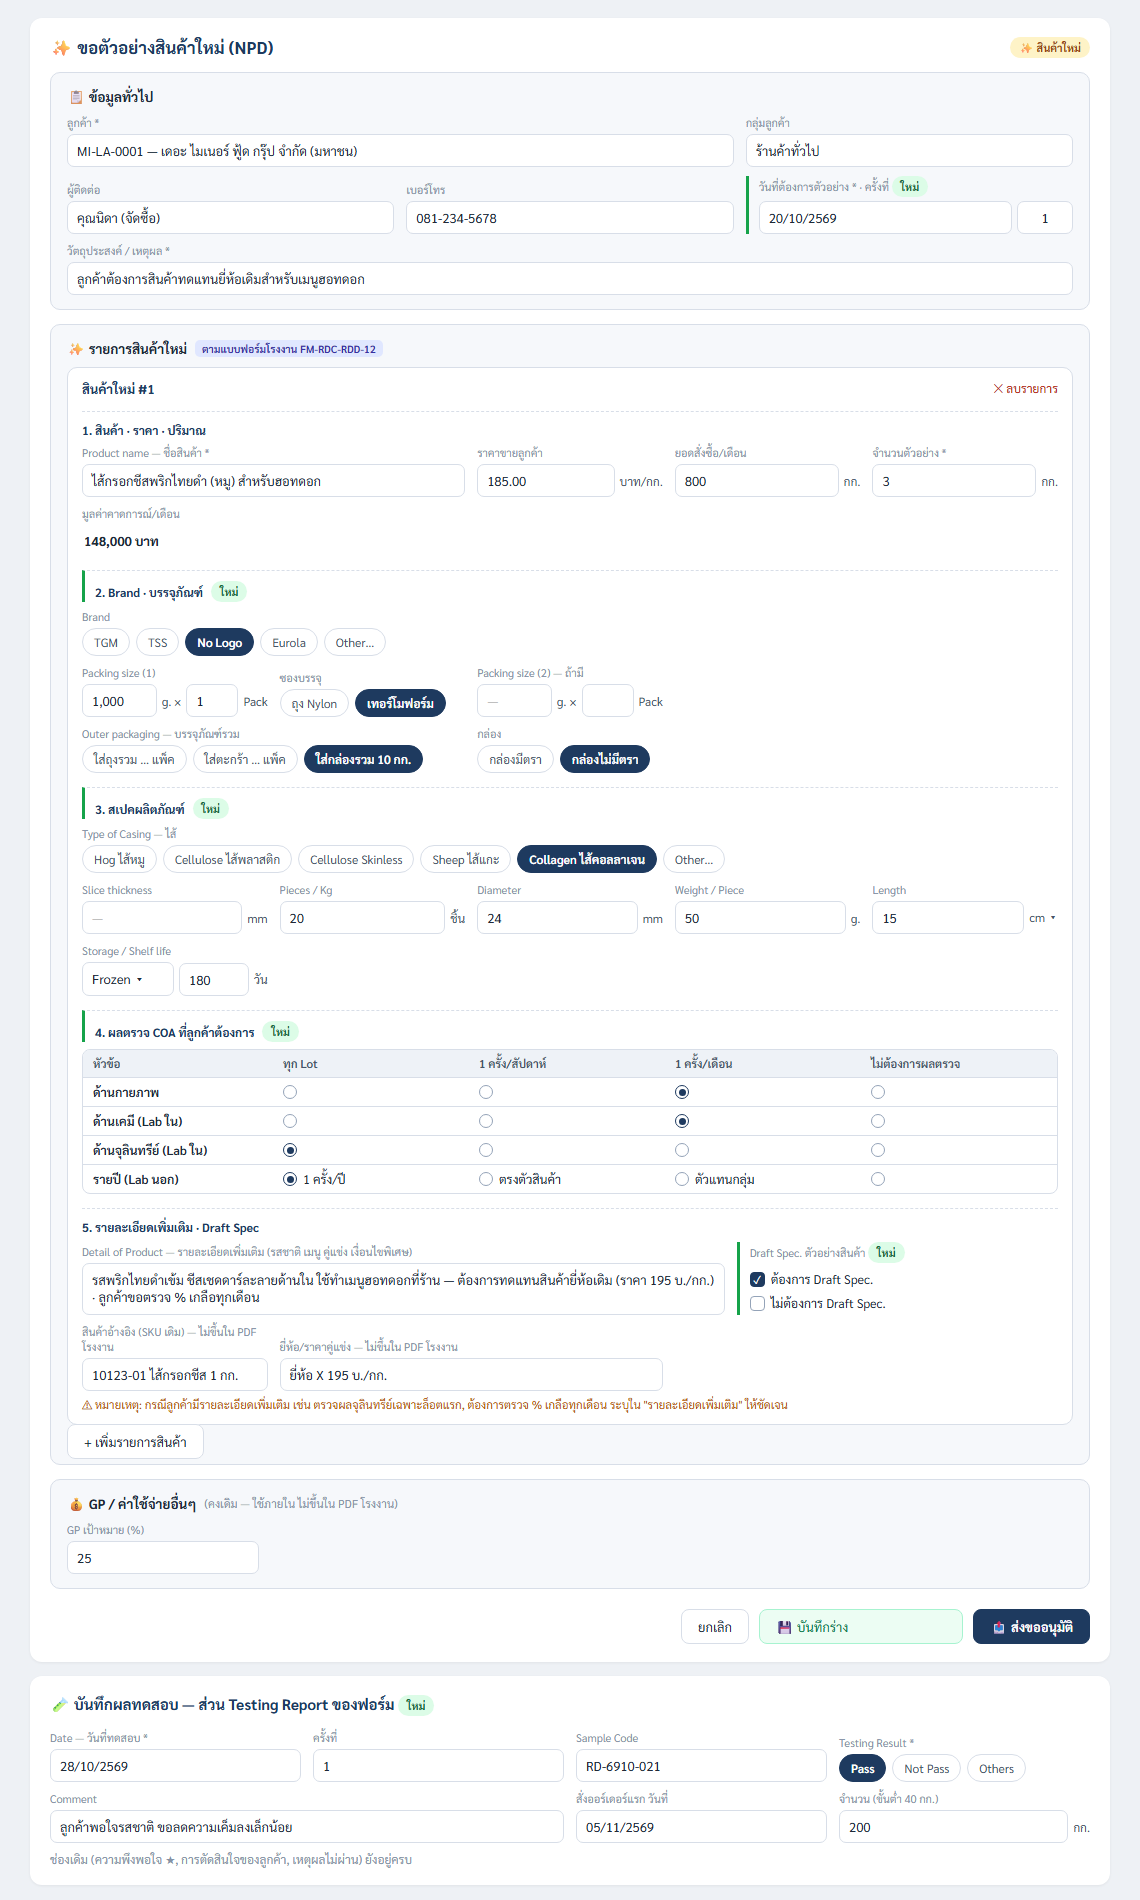 ✨ ขอตัวอย่างสินค้าใหม่ (NPD)
✨ สินค้าใหม่
📋 ข้อมูลทั่วไป
ลูกค้า *
กลุ่มลูกค้า
MI-LA-0001 — เดอะ ไมเนอร์ ฟู้ด กรุ๊ป จำกัด (มหาชน)
ร้านค้าทั่วไป
ผู้ติดต่อ
เบอร์โทร
วันที่ต้องการตัวอย่าง * · ครั้งที่ ใหม่
คุณนิดา (จัดซื้อ)
081-234-5678
20/10/2569
1
วัตถุประสงค์ / เหตุผล *
ลูกค้าต้องการสินค้าทดแทนยี่ห้อเดิมสำหรับเมนูฮอทดอก
✨ รายการสินค้าใหม่ ตามแบบฟอร์มโรงงาน FM-RDC-RDD-12
สินค้าใหม่ #1
❌ ลบรายการ
1. สินค้า · ราคา · ปริมาณ
Product name — ชื่อสินค้า *
ราคาขายลูกค้า
ยอดสั่งซื้อ/เดือน
จำนวนตัวอย่าง *
ไส้กรอกชีสพริกไทยดำ (หมู) สำหรับฮอทดอก
185.00 บาท/กก.
800 กก.
3 กก.
มูลค่าคาดการณ์/เดือน
148,000 บาท
2. Brand · บรรจุภัณฑ์ ใหม่
Brand
TGM TSS No Logo Eurola Other...
Packing size (1)
ซองบรรจุ
Packing size (2) — ถ้ามี
1,000 g. × 1 Pack
ถุง Nylon เทอร์โมฟอร์ม
— g. × Pack
Outer packaging — บรรจุภัณฑ์รวม
กล่อง
ใส่ถุงรวม ... แพ็ค ใส่ตะกร้า ... แพ็ค ใส่กล่องรวม 10 กก.
กล่องมีตรา กล่องไม่มีตรา
3. สเปคผลิตภัณฑ์ ใหม่
Type of Casing — ไส้
Hog ไส้หมู Cellulose ไส้พลาสติก Cellulose Skinless Sheep ไส้แกะ Collagen ไส้คอลลาเจน Other...
Slice thickness
Pieces / Kg
Diameter
Weight / Piece
Length
— mm
20 ชิ้น
24 mm
50 g.
15 cm
Storage / Shelf life
Frozen 180 วัน
4. ผลตรวจ COA ที่ลูกค้าต้องการ ใหม่
หัวข้อ ทุก Lot 1 ครั้ง/สัปดาห์ 1 ครั้ง/เดือน ไม่ต้องการผลตรวจ
ด้านกายภาพ
ด้านเคมี (Lab ใน)
ด้านจุลินทรีย์ (Lab ใน)
รายปี (Lab นอก) 1 ครั้ง/ปี ตรงตัวสินค้า ตัวแทนกลุ่ม
5. รายละเอียดเพิ่มเติม · Draft Spec
Detail of Product — รายละเอียดเพิ่มเติม (รสชาติ เมนู คู่แข่ง เงื่อนไขพิเศษ)
Draft Spec. ตัวอย่างสินค้า ใหม่
รสพริกไทยดำเข้ม ชีสเชดดาร์ละลายด้านใน ใช้ทำเมนูฮอทดอกที่ร้าน — ต้องการทดแทนสินค้ายี่ห้อเดิม (ราคา 195 บ./กก.)
· ลูกค้าขอตรวจ % เกลือทุกเดือน
ต้องการ Draft Spec.
ไม่ต้องการ Draft Spec.
สินค้าอ้างอิง (SKU เดิม) — ไม่ขึ้นใน PDF
โรงงาน
ยี่ห้อ/ราคาคู่แข่ง — ไม่ขึ้นใน PDF โรงงาน
10123-01 ไส้กรอกชีส 1 กก.
ยี่ห้อ X 195 บ./กก.
⚠ หมายเหตุ: กรณีลูกค้ามีรายละเอียดเพิ่มเติม เช่น ตรวจผลจุลินทรีย์เฉพาะล็อตแรก, ต้องการตรวจ % เกลือทุกเดือน ระบุใน "รายละเอียดเพิ่มเติม" ให้ชัดเจน
+ เพิ่มรายการสินค้า
💰 GP / ค่าใช้จ่ายอื่นๆ (คงเดิม — ใช้ภายใน ไม่ขึ้นใน PDF โรงงาน)
GP เป้าหมาย (%)
25
ยกเลิก
💾 บันทึกร่าง
📤 ส่งขออนุมัติ
🧪 บันทึกผลทดสอบ — ส่วน Testing Report ของฟอร์ม ใหม่
Date — วันที่ทดสอบ *
ครั้งที่
Sample Code
Testing Result *
28/10/2569
1
RD-6910-021
Pass Not Pass Others
Comment
สั่งออร์เดอร์แรก วันที่
จำนวน (ขั้นต่ำ 40 กก.)
ลูกค้าพอใจรสชาติ ขอลดความเค็มลงเล็กน้อย
05/11/2569
200 กก.
ช่องเดิม (ความพึงพอใจ ★, การตัดสินใจของลูกค้า, เหตุผลไม่ผ่าน) ยังอยู่ครบ